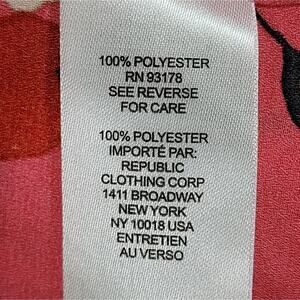 100% POLYESTER
RN 93178
SEE REVERSE
FOR CARE
100% POLYESTER
IMPORTÉ PAR:
REPUBLIC
CLOTHING CORP
1411 BROADWAY
NEW YORK
NY 10018 USA
ENTRETIEN
AU VERSO